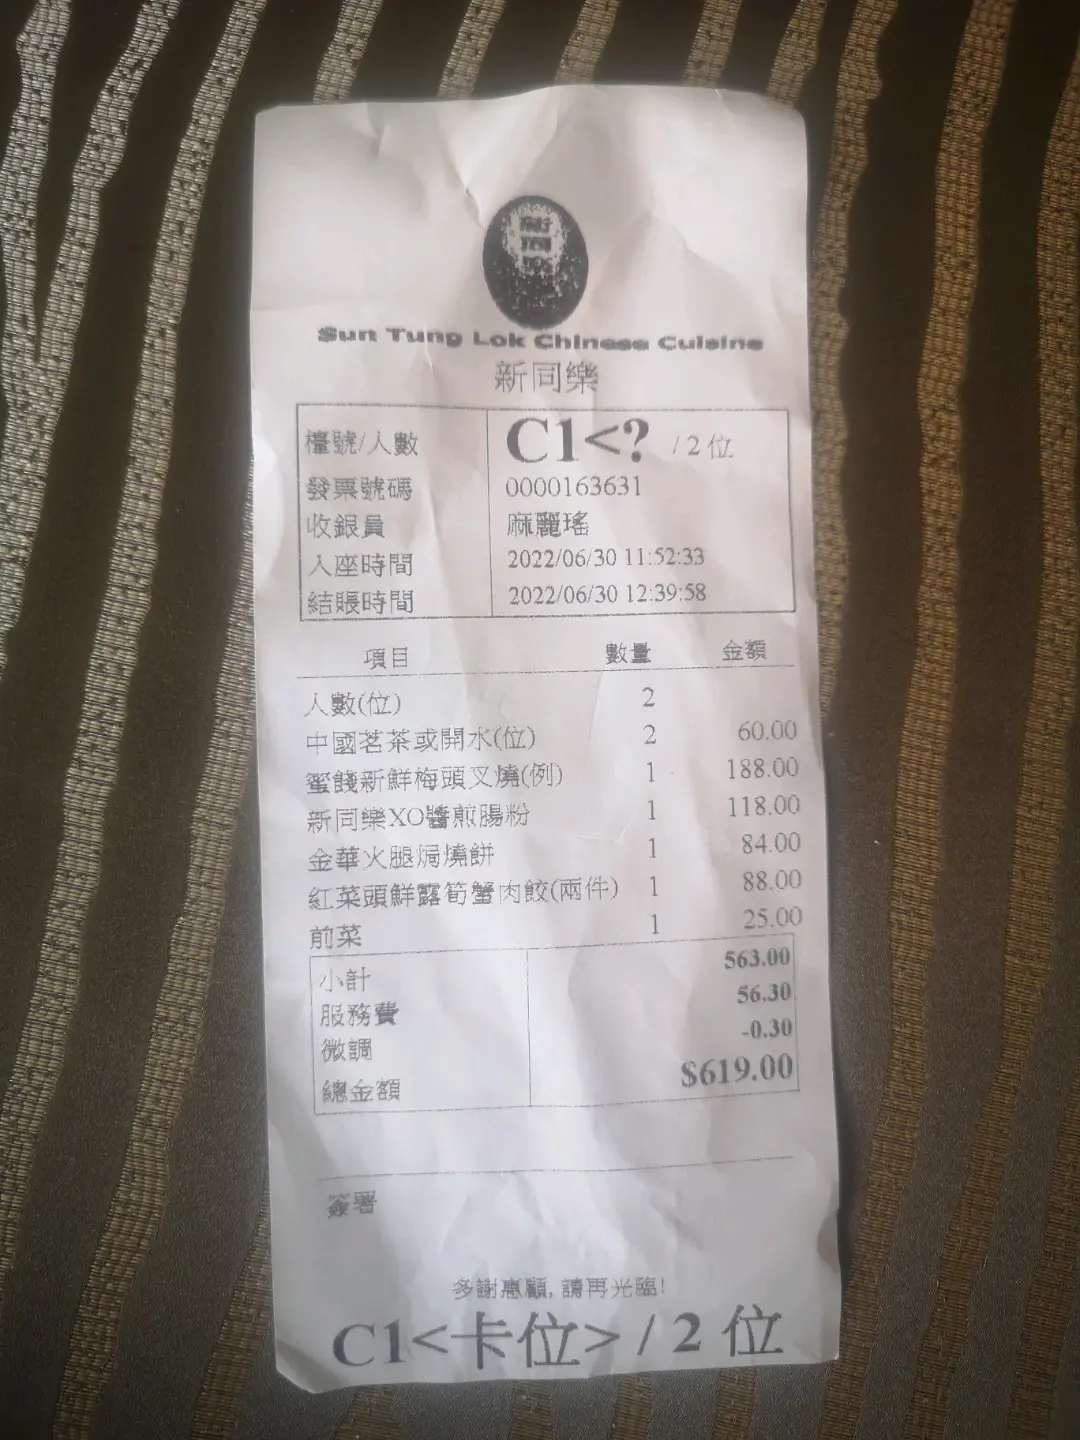 新同樂
Sun Tung Lok Chinese Cuisine
新同樂
檯號/人數 C1<? / 2 位
發票號碼 0000163631
收銀員 麻麗瑤
入座時間 2022/06/30 11:52:33
結賬時間 2022/06/30 12:39:58
項目 數量 金額
人數(位) 2
中國茗茶或開水(位) 2 60.00
蜜餞新鮮梅頭叉燒(例) 1 188.00
新同樂XO醬煎腸粉 1 118.00
金華火腿焗燒餅 1 84.00
紅菜頭鮮露筍蟹肉餃(兩件) 1 88.00
前菜 1 25.00
小計 563.00
服務費 56.30
微調 -0.30
總金額 $619.00
簽署
多謝惠顧, 請再光臨!
C1<卡位> / 2 位